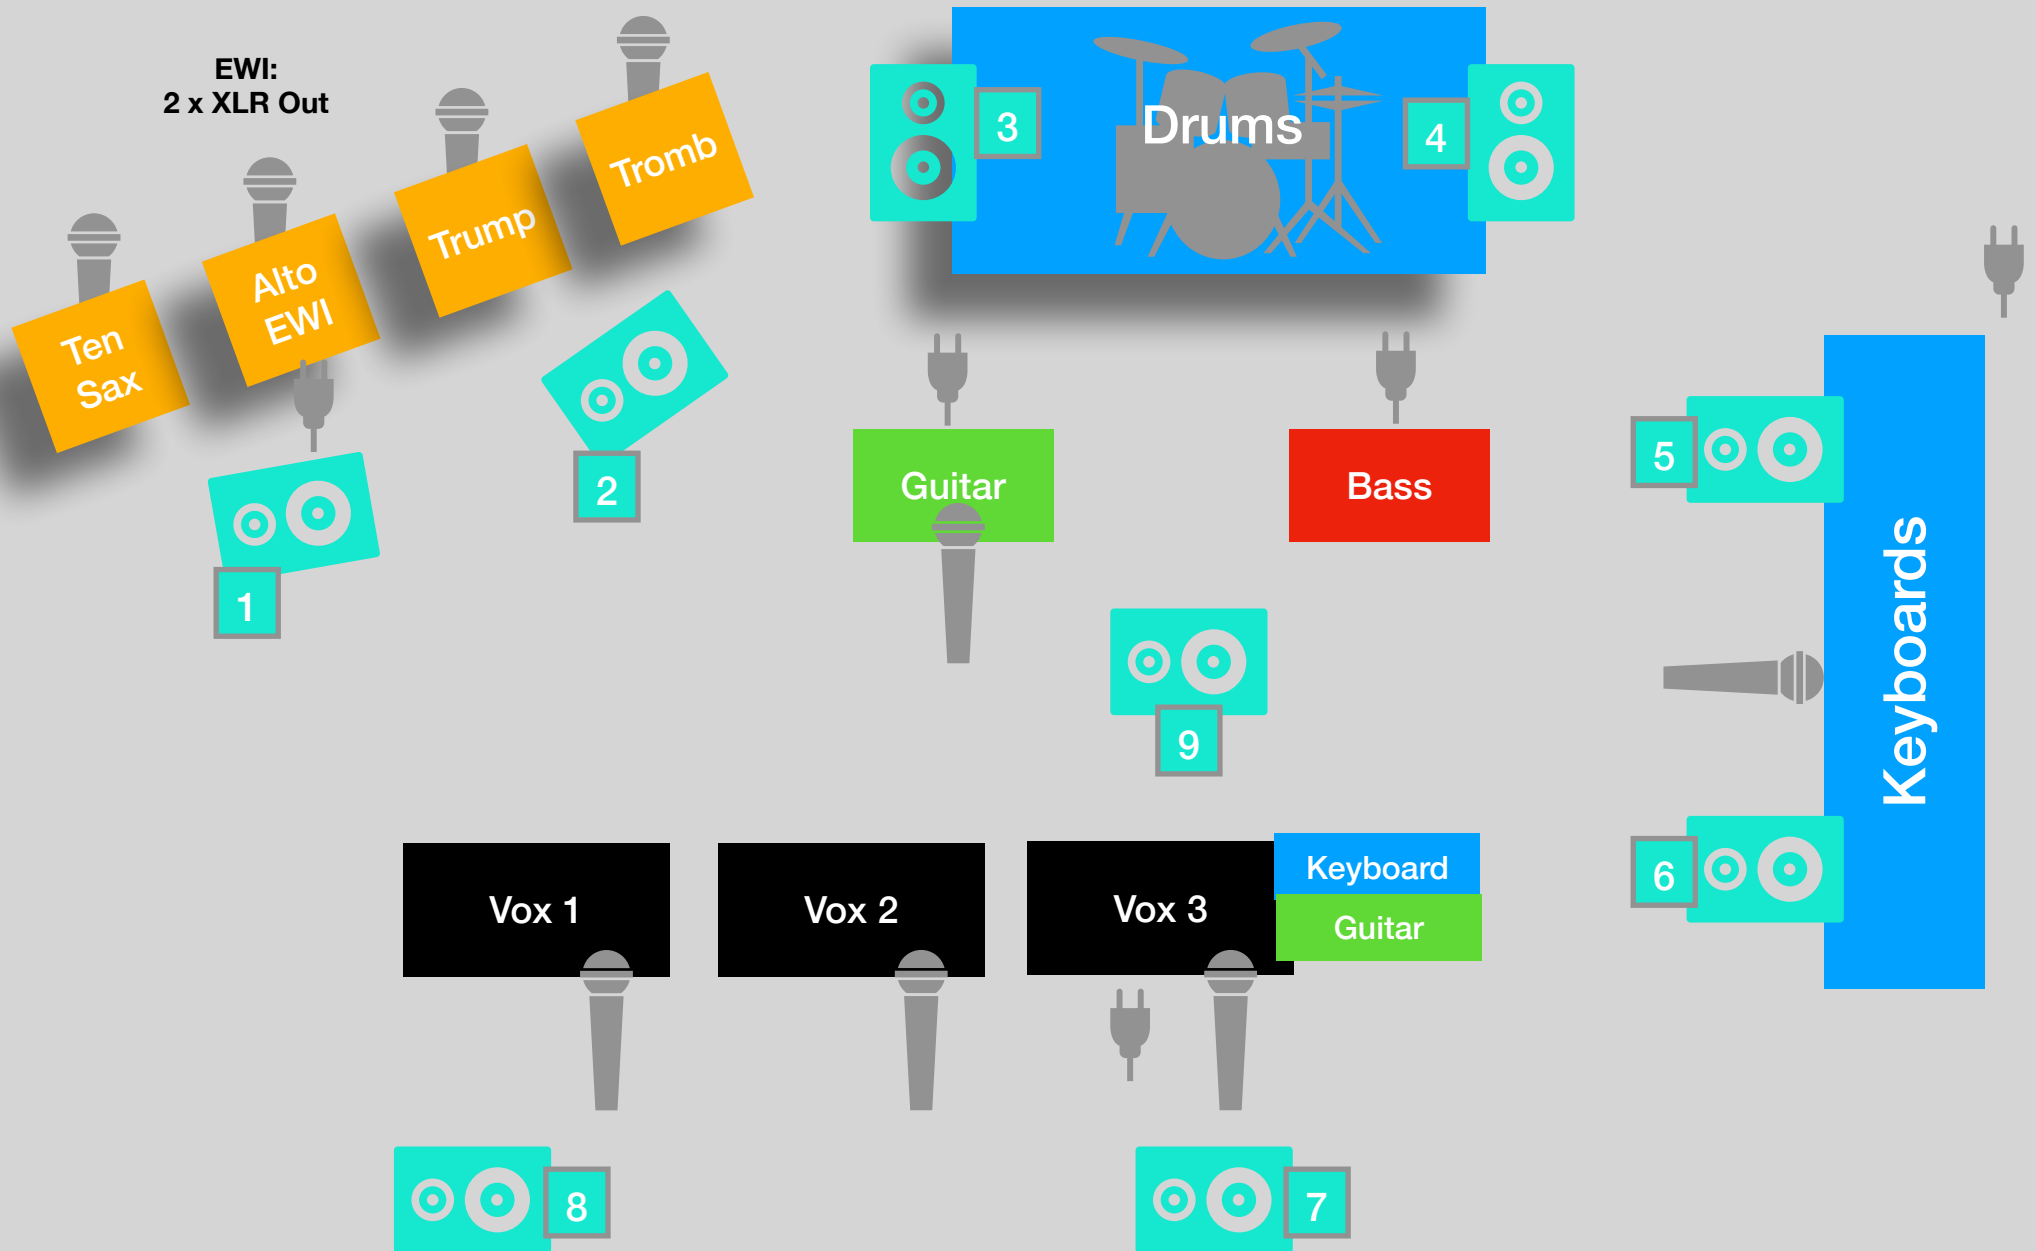 EWI:
2 x XLR Out
Tromb
Trump
Alto
EWI
Ten
Sax
Drums
3
4
1
2
Guitar
Bass
5
Keyboards
9
6
Vox 1
Vox 2
Vox 3
Keyboard
Guitar
8
7